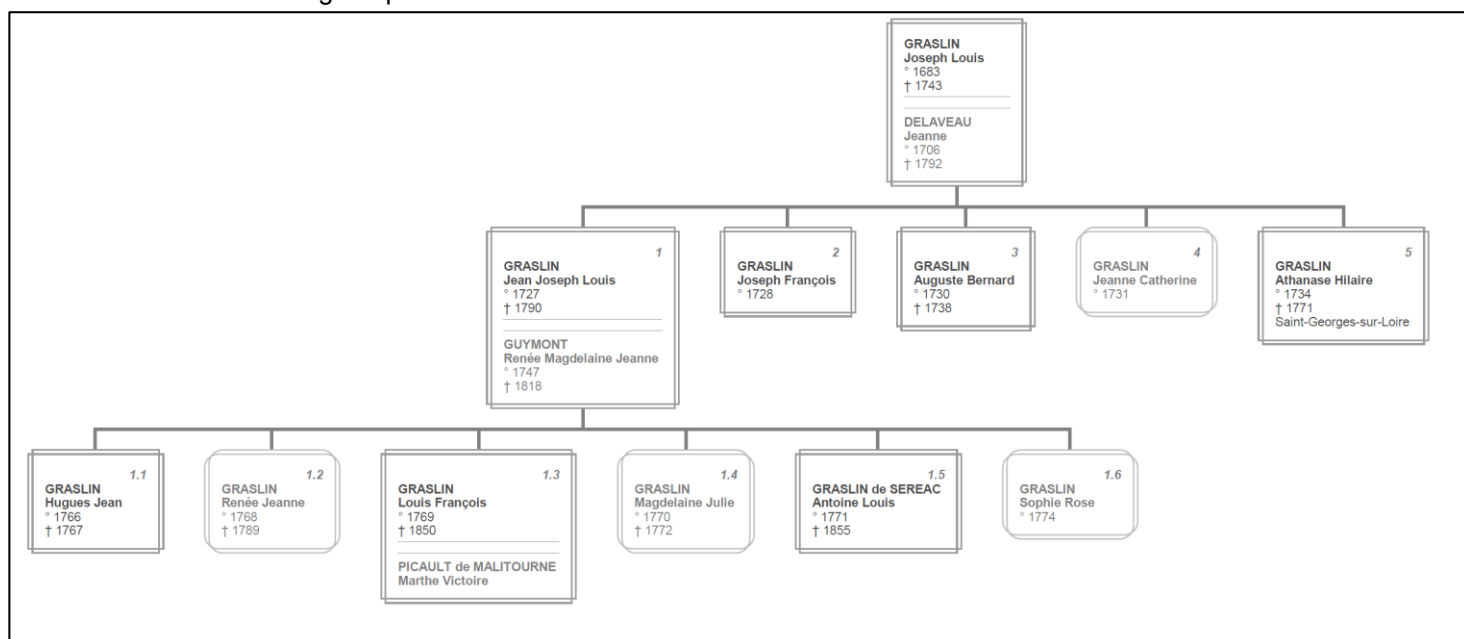 GRASLIN
Joseph Louis
° 1683
† 1743
DELAVEAU
Jeanne
° 1706
† 1792
1
GRASLIN
Jean Joseph Louis
° 1727
† 1790
GUYMONT
Renée Magdelaine Jeanne
° 1747
† 1818
2
GRASLIN
Joseph François
° 1728
3
GRASLIN
Auguste Bernard
° 1730
† 1738
4
GRASLIN
Jeanne Catherine
° 1731
5
GRASLIN
Athanase Hilaire
° 1734
† 1771
Saint-Georges-sur-Loire
1.1
GRASLIN
Hugues Jean
° 1766
† 1767
1.2
GRASLIN
Renée Jeanne
° 1768
† 1789
1.3
GRASLIN
Louis François
° 1769
† 1850
PICAULT de MALITOURNE
Marthe Victoire
1.4
GRASLIN
Magdelaine Julie
° 1770
† 1772
1.5
GRASLIN de SEREAC
Antoine Louis
° 1771
† 1855
1.6
GRASLIN
Sophie Rose
° 1774